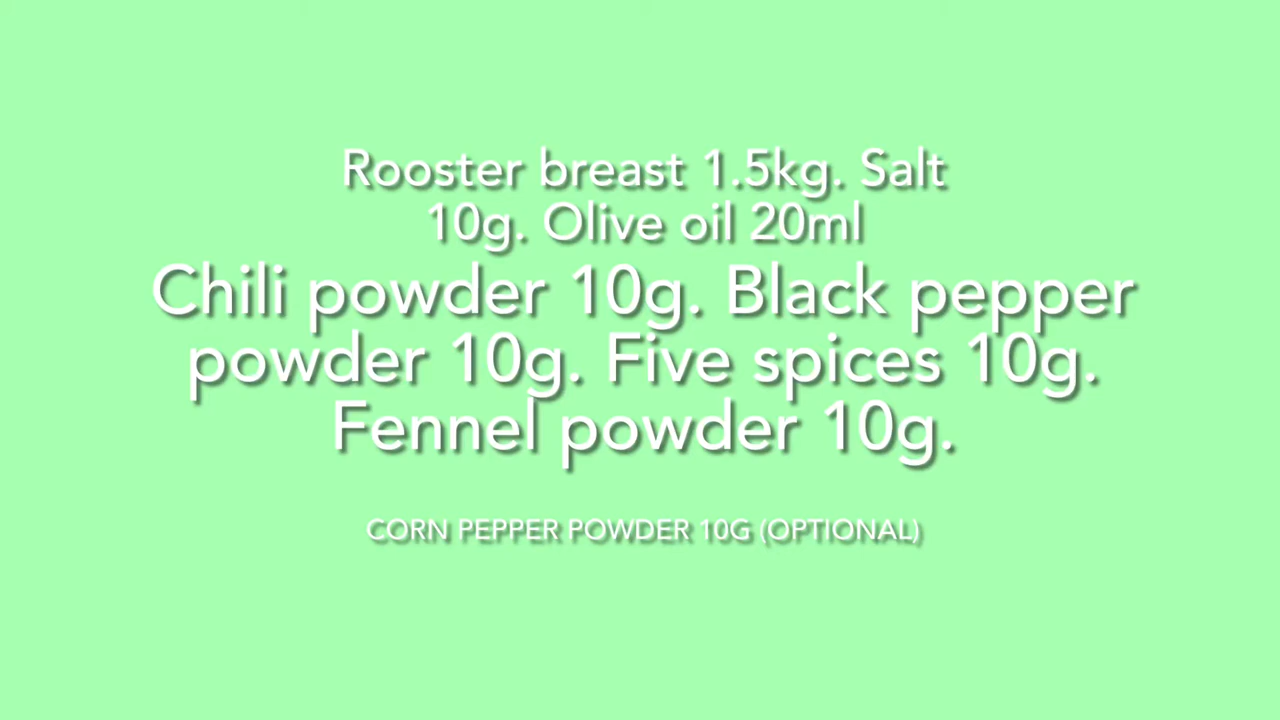 Rooster breast 1.5kg. Salt
10g. Olive oil 20ml
Chili powder 10g. Black pepper
powder 10g. Five spices 10g.
Fennel powder 10g.
CORN PEPPER POWDER 10G (OPTIONAL)